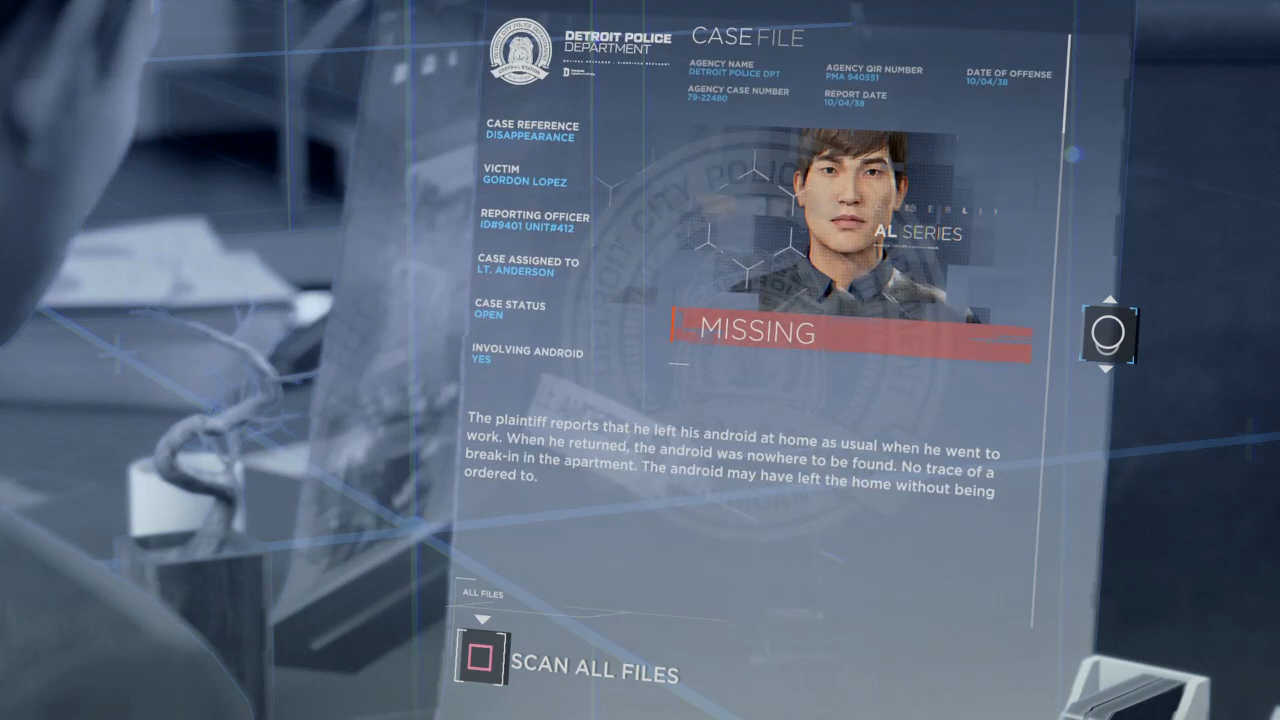 DETROIT POLICE
DEPARTMENT
CASE FILE
AGENCY NAME
DETROIT POLICE DPT
AGENCY QIR NUMBER
PMA 940551
DATE OF OFFENSE
10/04/38
AGENCY CASE NUMBER
79-22480
REPORT DATE
10/04/38
CASE REFERENCE
DISAPPEARANCE
VICTIM
GORDON LOPEZ
REPORTING OFFICER
ID#9401 UNIT#412
CASE ASSIGNED TO
LT. ANDERSON
CASE STATUS
OPEN
INVOLVING ANDROID
YES
AL SERIES
MISSING
The plaintiff reports that he left his android at home as usual when he went to
work. When he returned, the android was nowhere to be found. No trace of a
break-in in the apartment. The android may have left the home without being
ordered to.
ALL FILES
SCAN ALL FILES